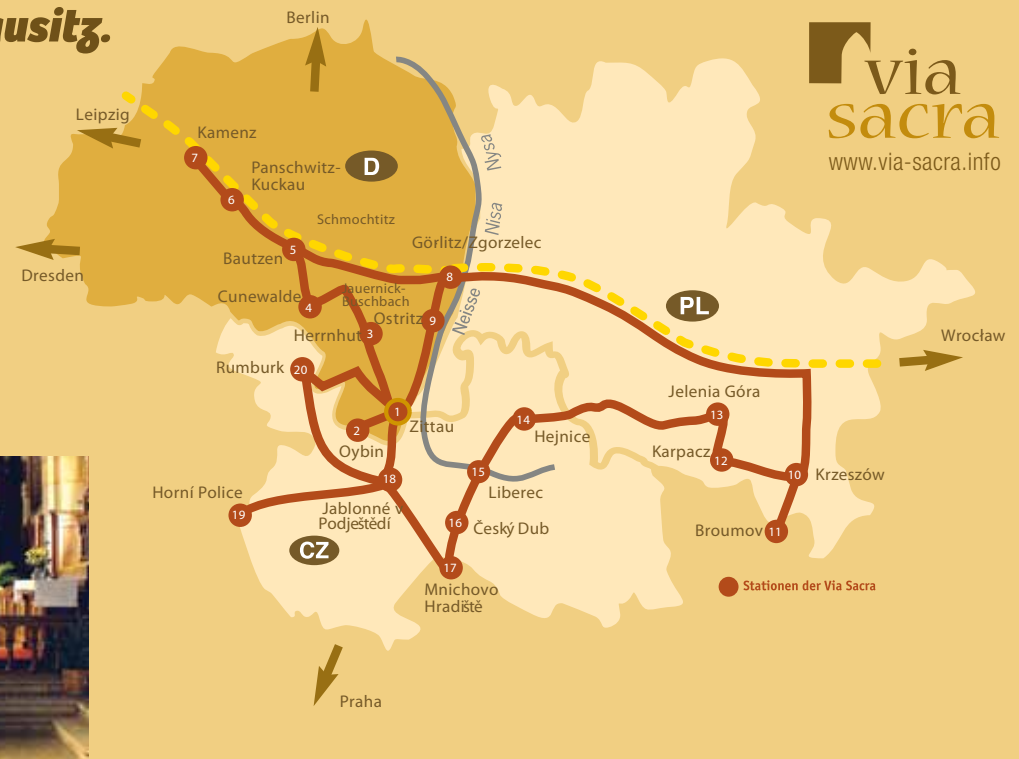 usitz.
Berlin
via
sacra
www.via-sacra.info
Leipzig
Kamenz
7
Panschwitz-
Kuckau
D
6
Nysa
Schmochtitz
Nisa
Görlitz/Zgorzelec
5
Bautzen
Dresden
8
Cunewalde
Jauernick-
Buschbach
4
Ostritz
9
Neisse
PL
Herrnhut
3
Wrocław
Rumburk
20
Jelenia Góra
1
Zittau
2
Oybin
14
Hejnice
13
Karpacz
12
10
Krzeszów
18
15
Liberec
Horní Police
19
Jablonné v
Podještědí
16
Český Dub
Broumov
11
CZ
17
Mnichovo
Hradiště
Stationen der Via Sacra
Praha